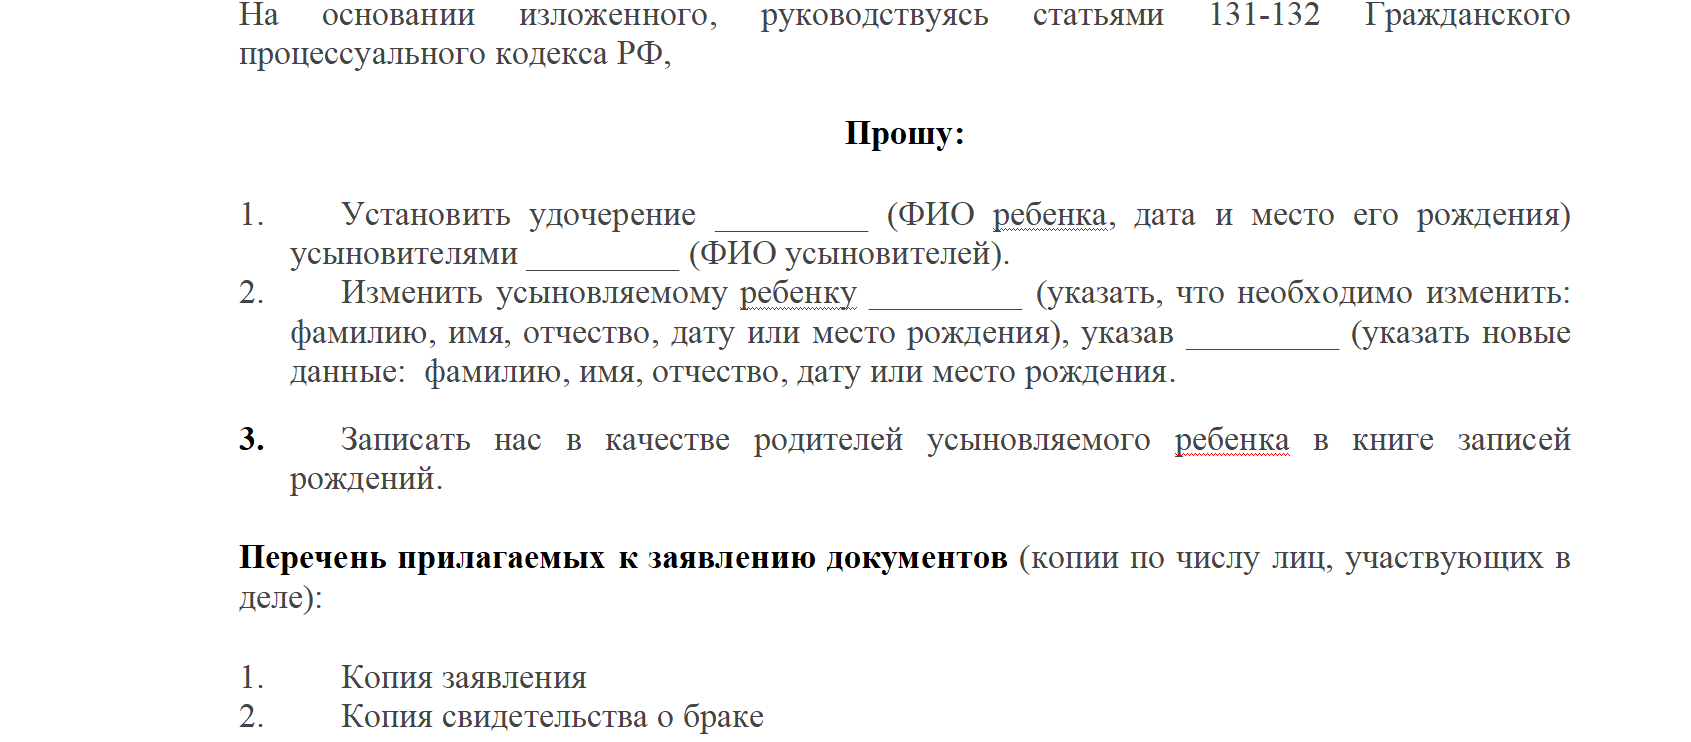 На основании изложенного, руководствуясь статьями 131-132 Гражданского
процессуального кодекса РФ,
Прошу:
1. Установить удочерение _________ (ФИО ребенка, дата и место его рождения)
усыновителями _________ (ФИО усыновителей).
2. Изменить усыновляемому ребенку _________ (указать, что необходимо изменить:
фамилию, имя, отчество, дату или место рождения), указав _________ (указать новые
данные:  фамилию, имя, отчество, дату или место рождения.
3. Записать нас в качестве родителей усыновляемого ребенка в книге записей
рождений.
Перечень прилагаемых к заявлению документов (копии по числу лиц, участвующих в
деле):
1. Копия заявления
2. Копия свидетельства о браке